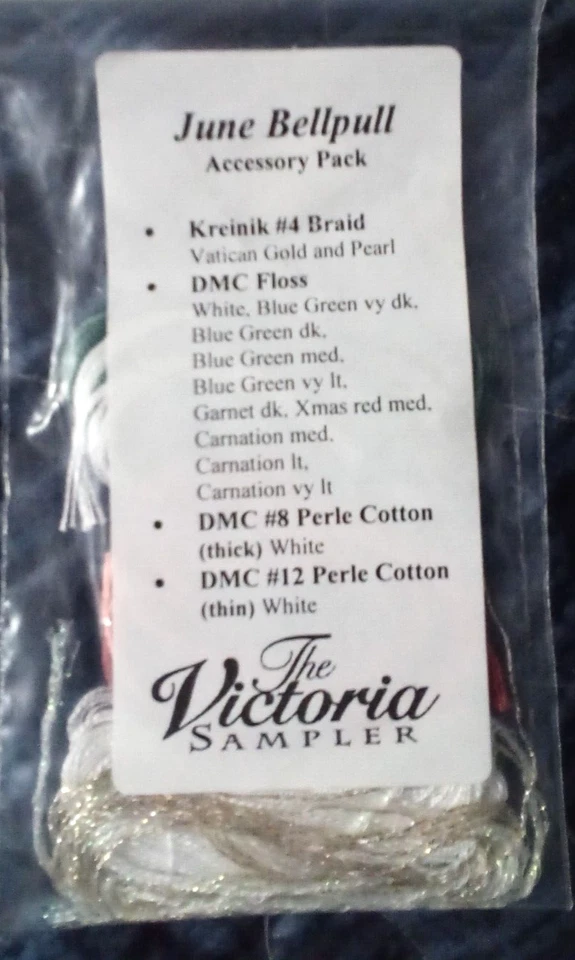 June Bellpull
Accessory Pack
• Kreinik #4 Braid
Vatican Gold and Pearl
• DMC Floss
White, Blue Green vy dk,
Blue Green dk,
Blue Green med,
Blue Green vy lt,
Garnet dk, Xmas red med,
Carnation med,
Carnation lt,
Carnation vy lt
• DMC #8 Perle Cotton
(thick) White
• DMC #12 Perle Cotton
(thin) White
The
Victoria
SAMPLER